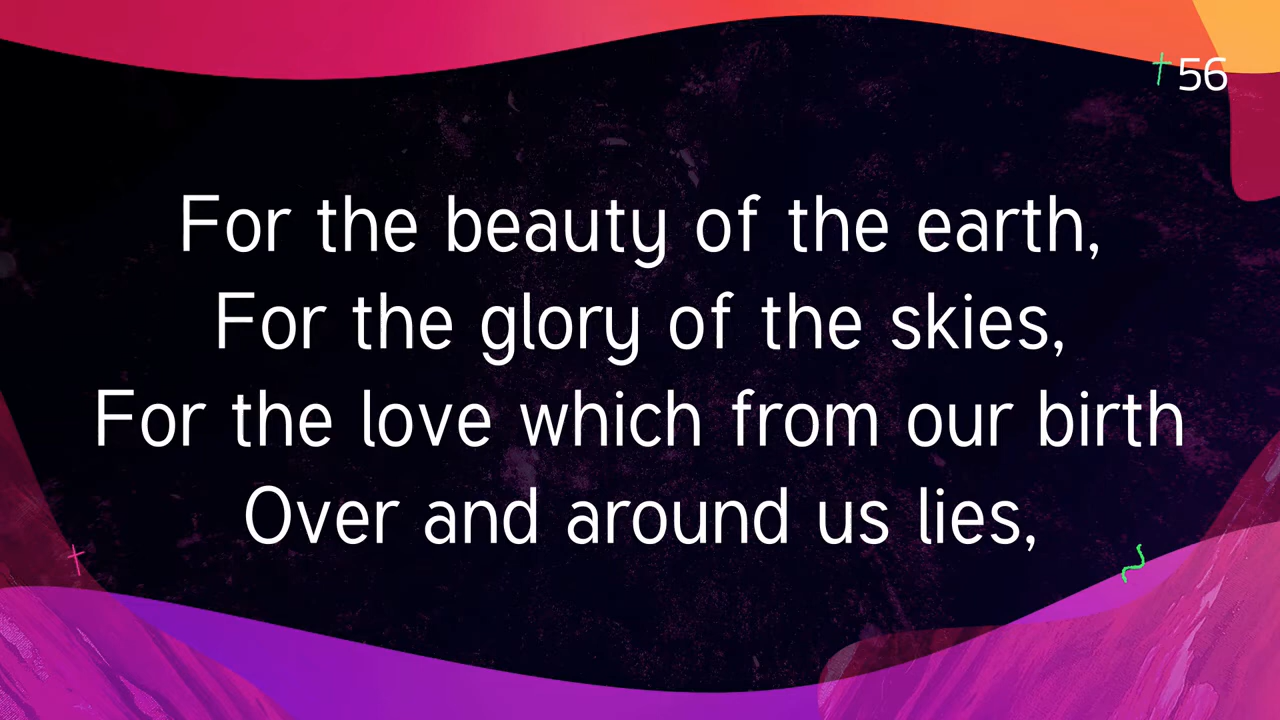 56
For the beauty of the earth,
For the glory of the skies,
For the love which from our birth
Over and around us lies,